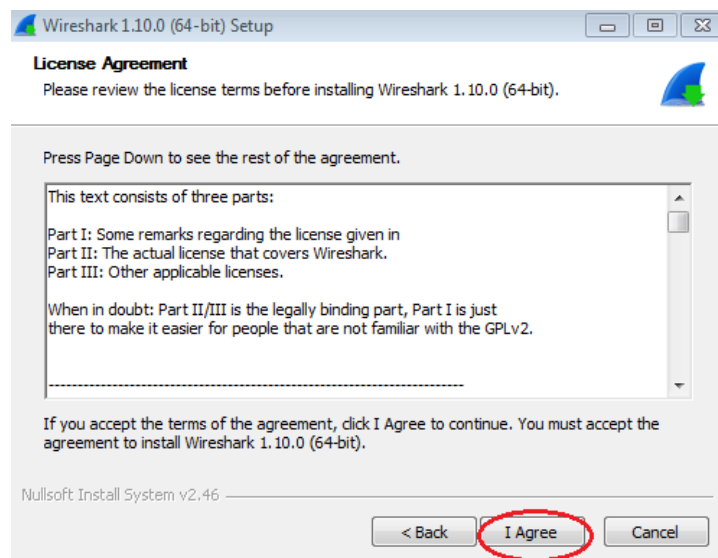 Wireshark 1.10.0 (64-bit) Setup
License Agreement
Please review the license terms before installing Wireshark 1.10.0 (64-bit).
Press Page Down to see the rest of the agreement.
This text consists of three parts:
Part I: Some remarks regarding the license given in
Part II: The actual license that covers Wireshark.
Part III: Other applicable licenses.
When in doubt: Part II/III is the legally binding part, Part I is just
there to make it easier for people that are not familiar with the GPLv2.
-------------------------------------------------------------------------
If you accept the terms of the agreement, click I Agree to continue. You must accept the
agreement to install Wireshark 1.10.0 (64-bit).
Nullsoft Install System v2.46
< Back I Agree Cancel